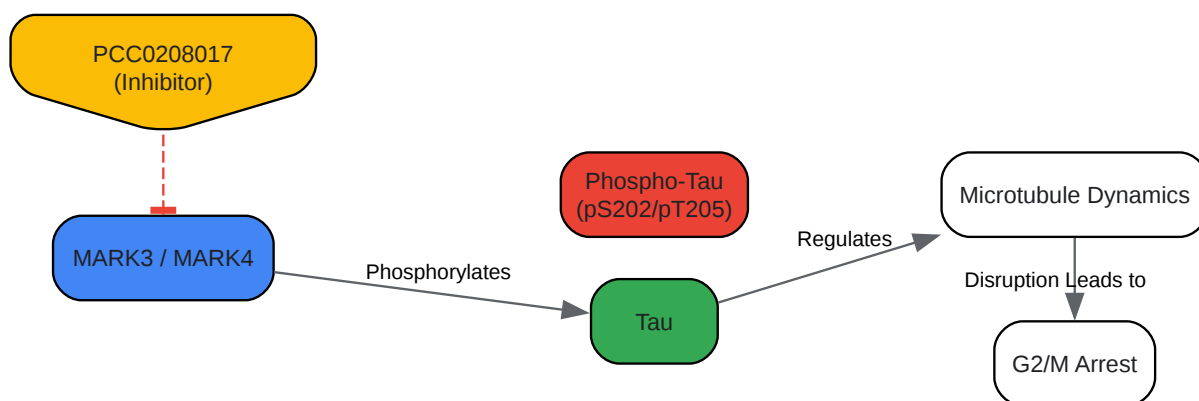 PCC0208017
(Inhibitor)
MARK3 / MARK4
Phosphorylates
Phospho-Tau
(pS202/pT205)
Tau
Regulates
Microtubule Dynamics
Disruption Leads to
G2/M Arrest